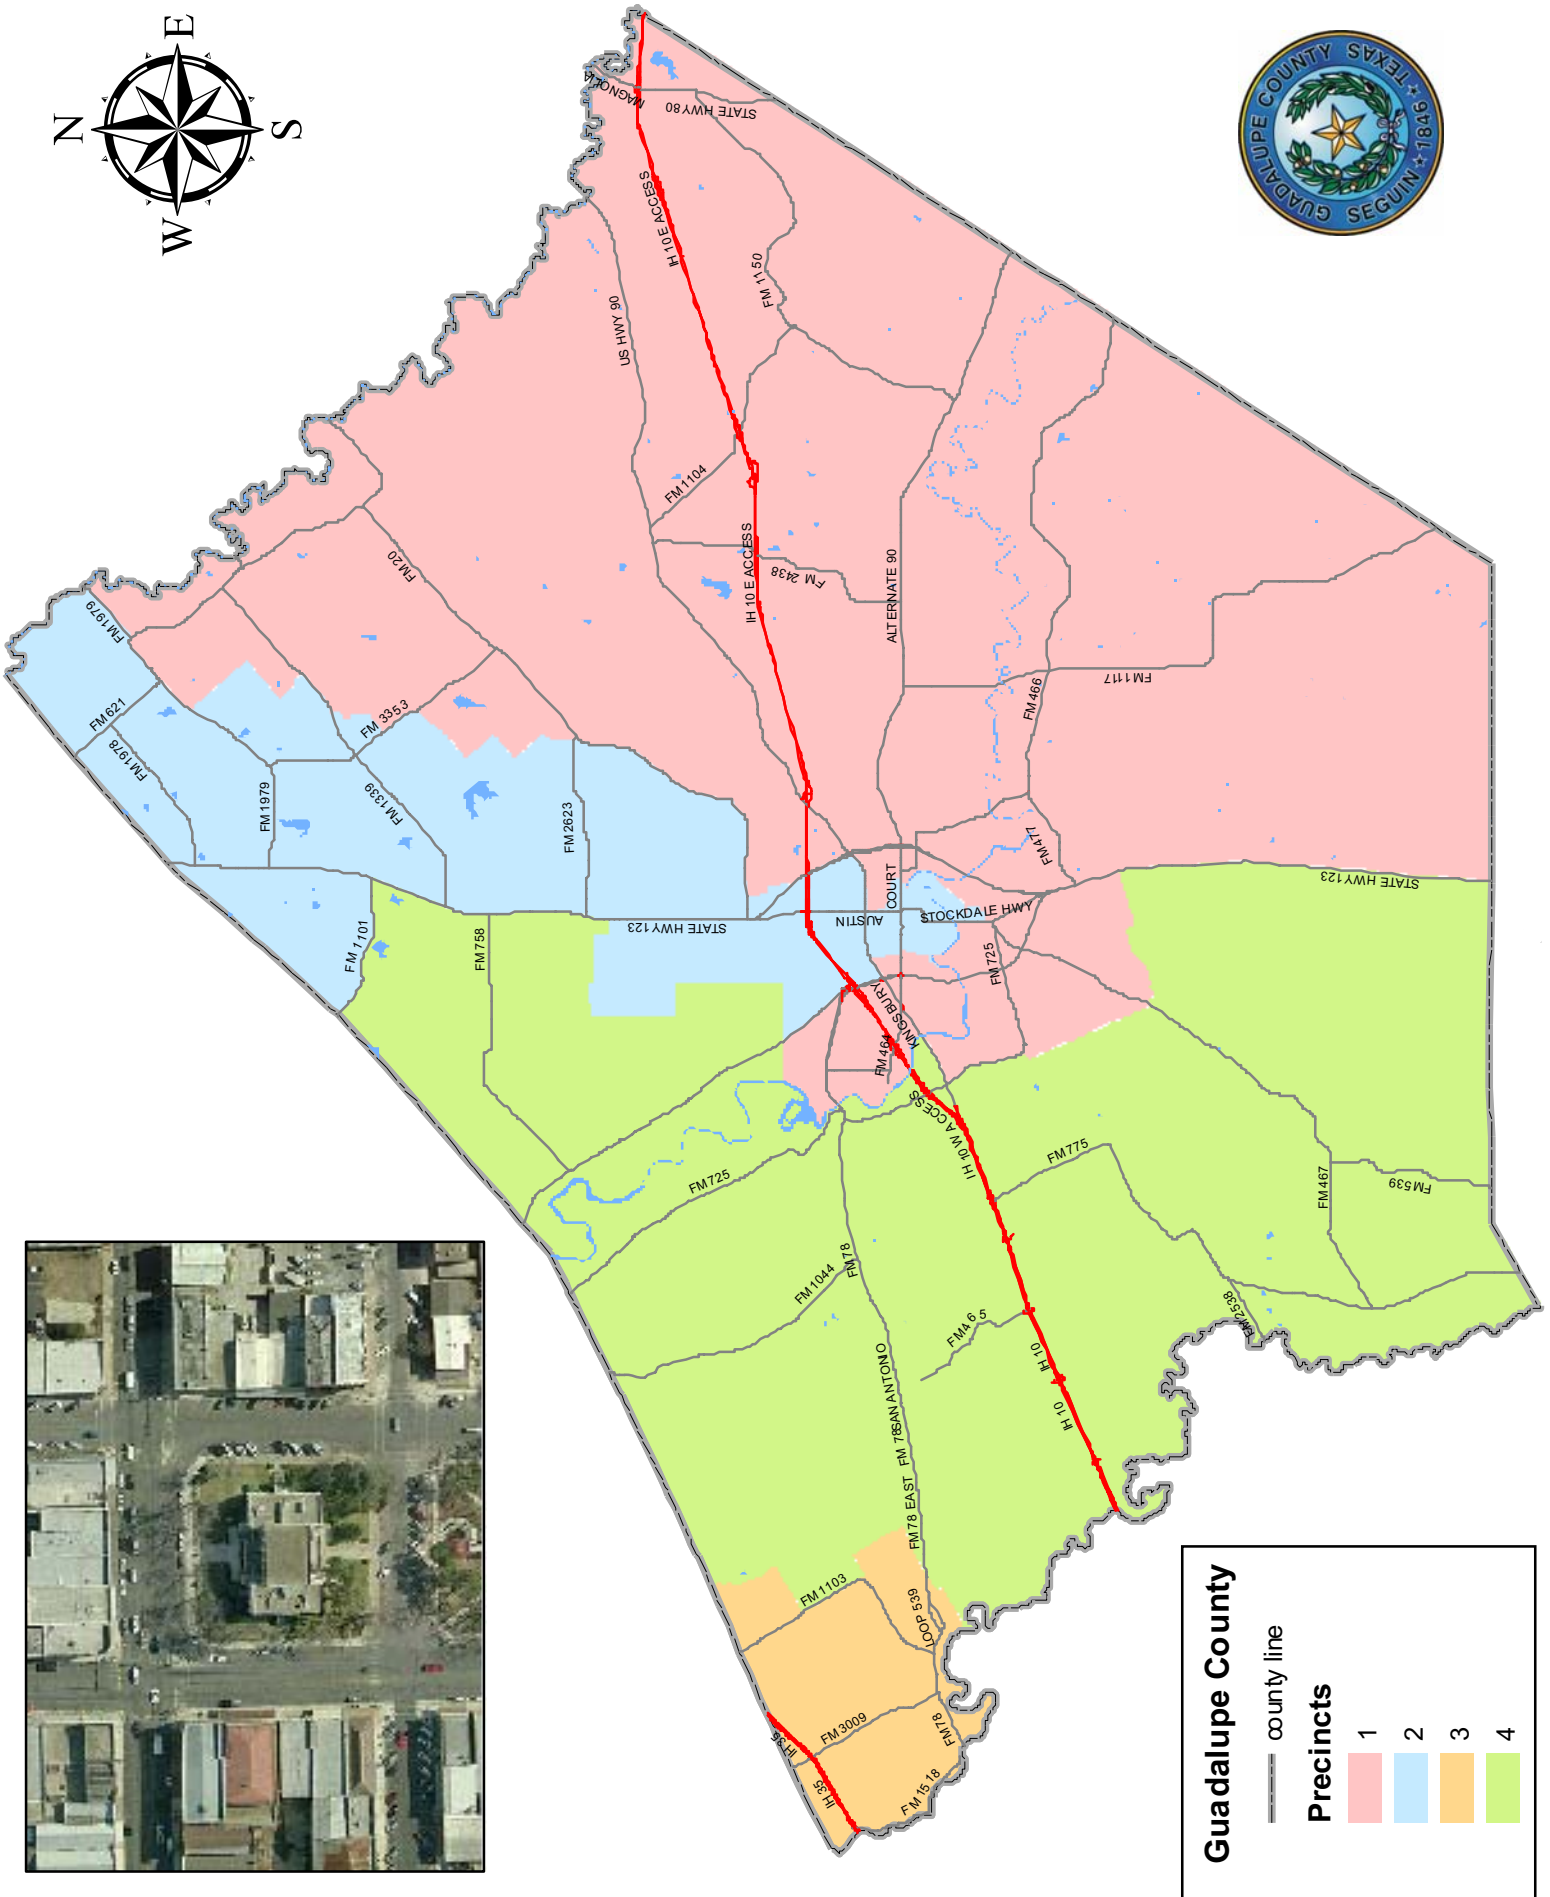 N
E
S
W
GUADALUPE COUNTY TEXAS
SEGUIN ★ 1846 ★
MAGNOLIA
STATE HWY 80
IH 10 E ACCESS
US HWY 90
FM 1150
FM 1104
FM 20
IH 10 E ACCESS
FM 2438
ALTERNATE 90
FM 1979
FM 621
FM 1978
FM 3353
FM 1979
FM 1339
FM 2623
FM 466
FM 1117
FM 477
STATE HWY 123
COURT
AUSTIN
STOCKDALE HWY
STATE HWY 123
FM 1101
FM 758
FM 725
KINGSBURY
FM 464
IH 10 W ACCESS
FM 775
FM 467
FM 539
FM 725
FM 1044
FM 78
FM 2538
FM 465
IH 10
IH 10
FM 78 SAN ANTONIO
FM 78 EAST
FM 1103
LOOP 539
FM 3009
FM 78
IH 35
IH 35
FM 1518
Guadalupe County
county line
Precincts
1
2
3
4